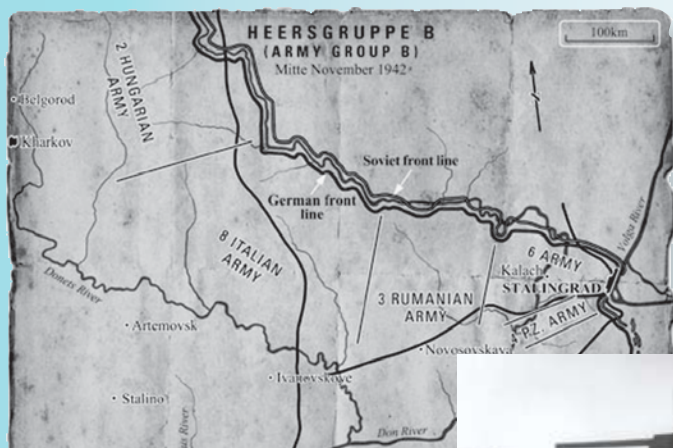 HEERSGRUPPE B
(ARMY GROUP B)
Mitte November 1942
100km
2 HUNGARIAN
ARMY
Belgorod
Kharkov
Soviet front line
German front
line
8 ITALIAN
ARMY
Volga River
6 ARMY
Kalach
STALINGRAD
3 RUMANIAN
ARMY
PZ. ARMY
Donets River
Artemovsk
Novosovskaya
Ivanovskove
Stalino
Don River